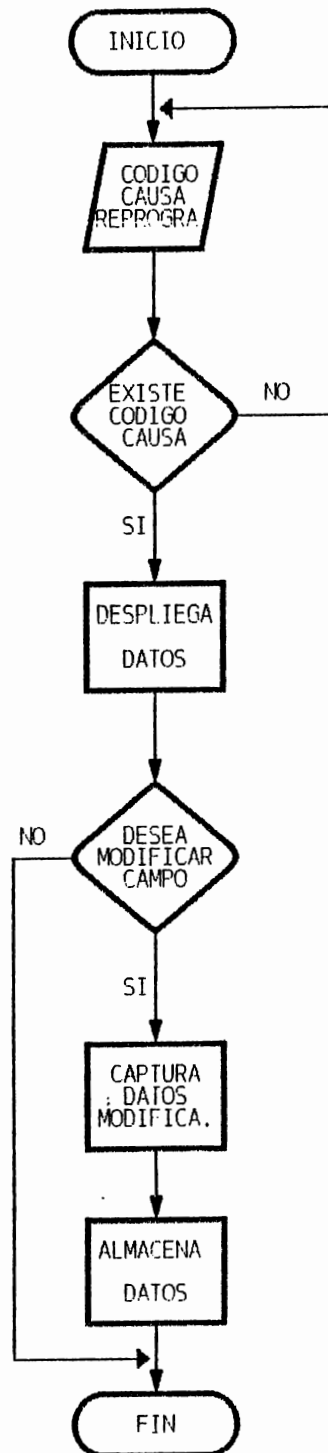 INICIO
CODIGO
CAUSA
REPROGRA
EXISTE
CODIGO
CAUSA
NO
SI
DESPLIEGA
DATOS
DESEA
MODIFICAR
CAMPO
NO
SI
CAPTURA
DATOS
MODIFICA.
ALMACENA
DATOS
FIN